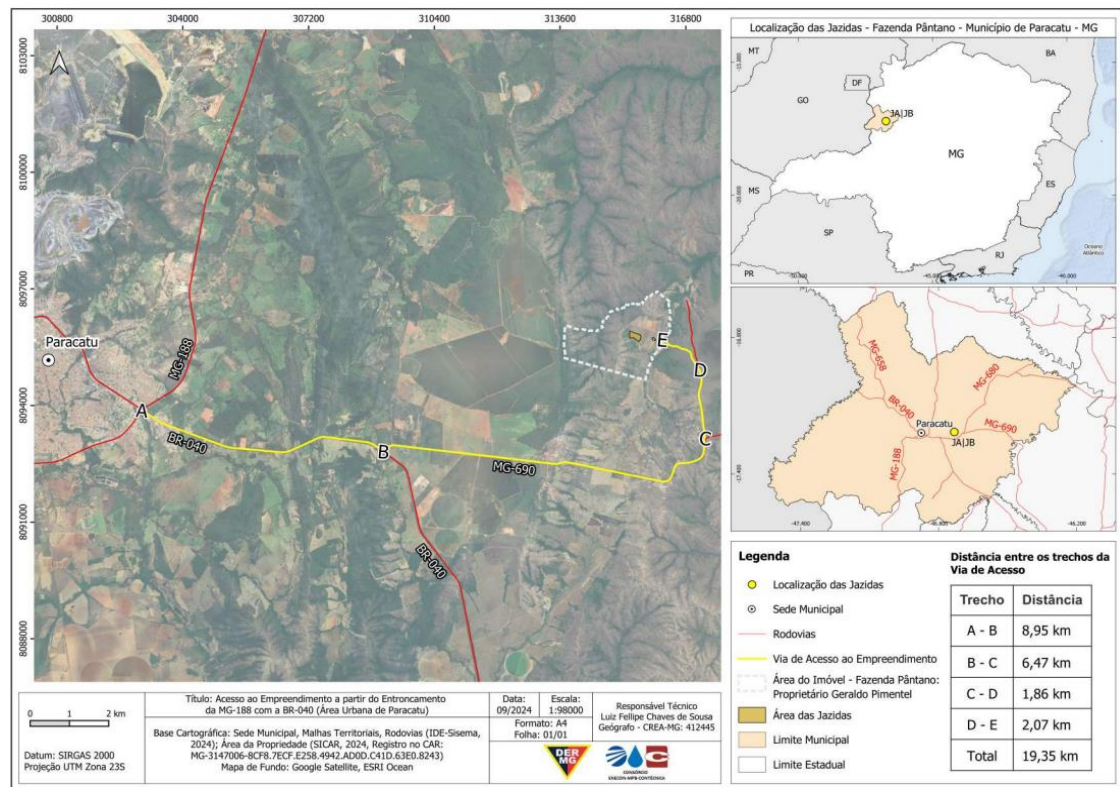 300800 304000 307200 310400 313600 316800
8103000
8100000
8097000
8094000
8091000
8088000
Paracatu
MG-188
A
BR-040
B
MG-690
BR-040
C
D
E
Localização das Jazidas - Fazenda Pântano - Município de Paracatu - MG
MT
BA
DF
GO
JA|JB
MG
MS
ES
SP
RJ
PR
Oceano
Atlântico
MG-658
MG-680
BR-040
Paracatu
MG-690
JA|JB
MG-188
-47.400
-46.200
Legenda
Localização das Jazidas
Sede Municipal
Rodovias
Via de Acesso ao Empreendimento
Área do Imóvel - Fazenda Pântano:
Proprietário Geraldo Pimentel
Área das Jazidas
Limite Municipal
Limite Estadual
Distância entre os trechos da
Via de Acesso
Trecho Distância
A - B 8,95 km
B - C 6,47 km
C - D 1,86 km
D - E 2,07 km
Total 19,35 km
0 1 2 km
Datum: SIRGAS 2000
Projeção UTM Zona 23S
Título: Acesso ao Empreendimento a partir do Entroncamento
da MG-188 com a BR-040 (Área Urbana de Paracatu)
Base Cartográfica: Sede Municipal, Malhas Territoriais, Rodovias (IDE-Sisema,
2024); Área da Propriedade (SICAR, 2024, Registro no CAR:
MG-3147006-8CF8.7ECF.E258.4942.AD0D.C41D.63E0.8243)
Mapa de Fundo: Google Satellite, ESRI Ocean
Data:
09/2024
Escala:
1:98000
Formato: A4
Folha: 01/01
Responsável Técnico
Luiz Fellipe Chaves de Sousa
Geógrafo - CREA-MG: 412445
DER
MG
CONSÓRCIO